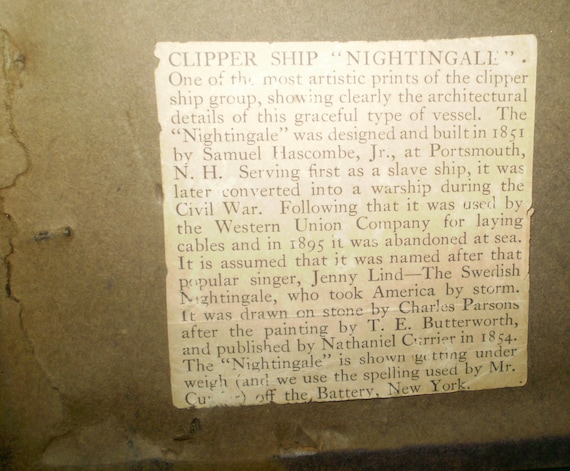 CLIPPER SHIP "NIGHTINGALE".
One of the most artistic prints of the clipper
ship group, showing clearly the architectural
details of this graceful type of vessel. The
"Nightingale" was designed and built in 1851
by Samuel Hascombe, Jr., at Portsmouth,
N. H. Serving first as a slave ship, it was
later converted into a warship during the
Civil War. Following that it was used by
the Western Union Company for laying
cables and in 1895 it was abandoned at sea.
It is assumed that it was named after that
popular singer, Jenny Lind—The Swedish
Nightingale, who took America by storm.
It was drawn on stone by Charles Parsons
after the painting by T. E. Butterworth,
and published by Nathaniel Currier in 1854.
The "Nightingale" is shown getting under
weigh (and we use the spelling used by Mr.
off the Battery, New York.